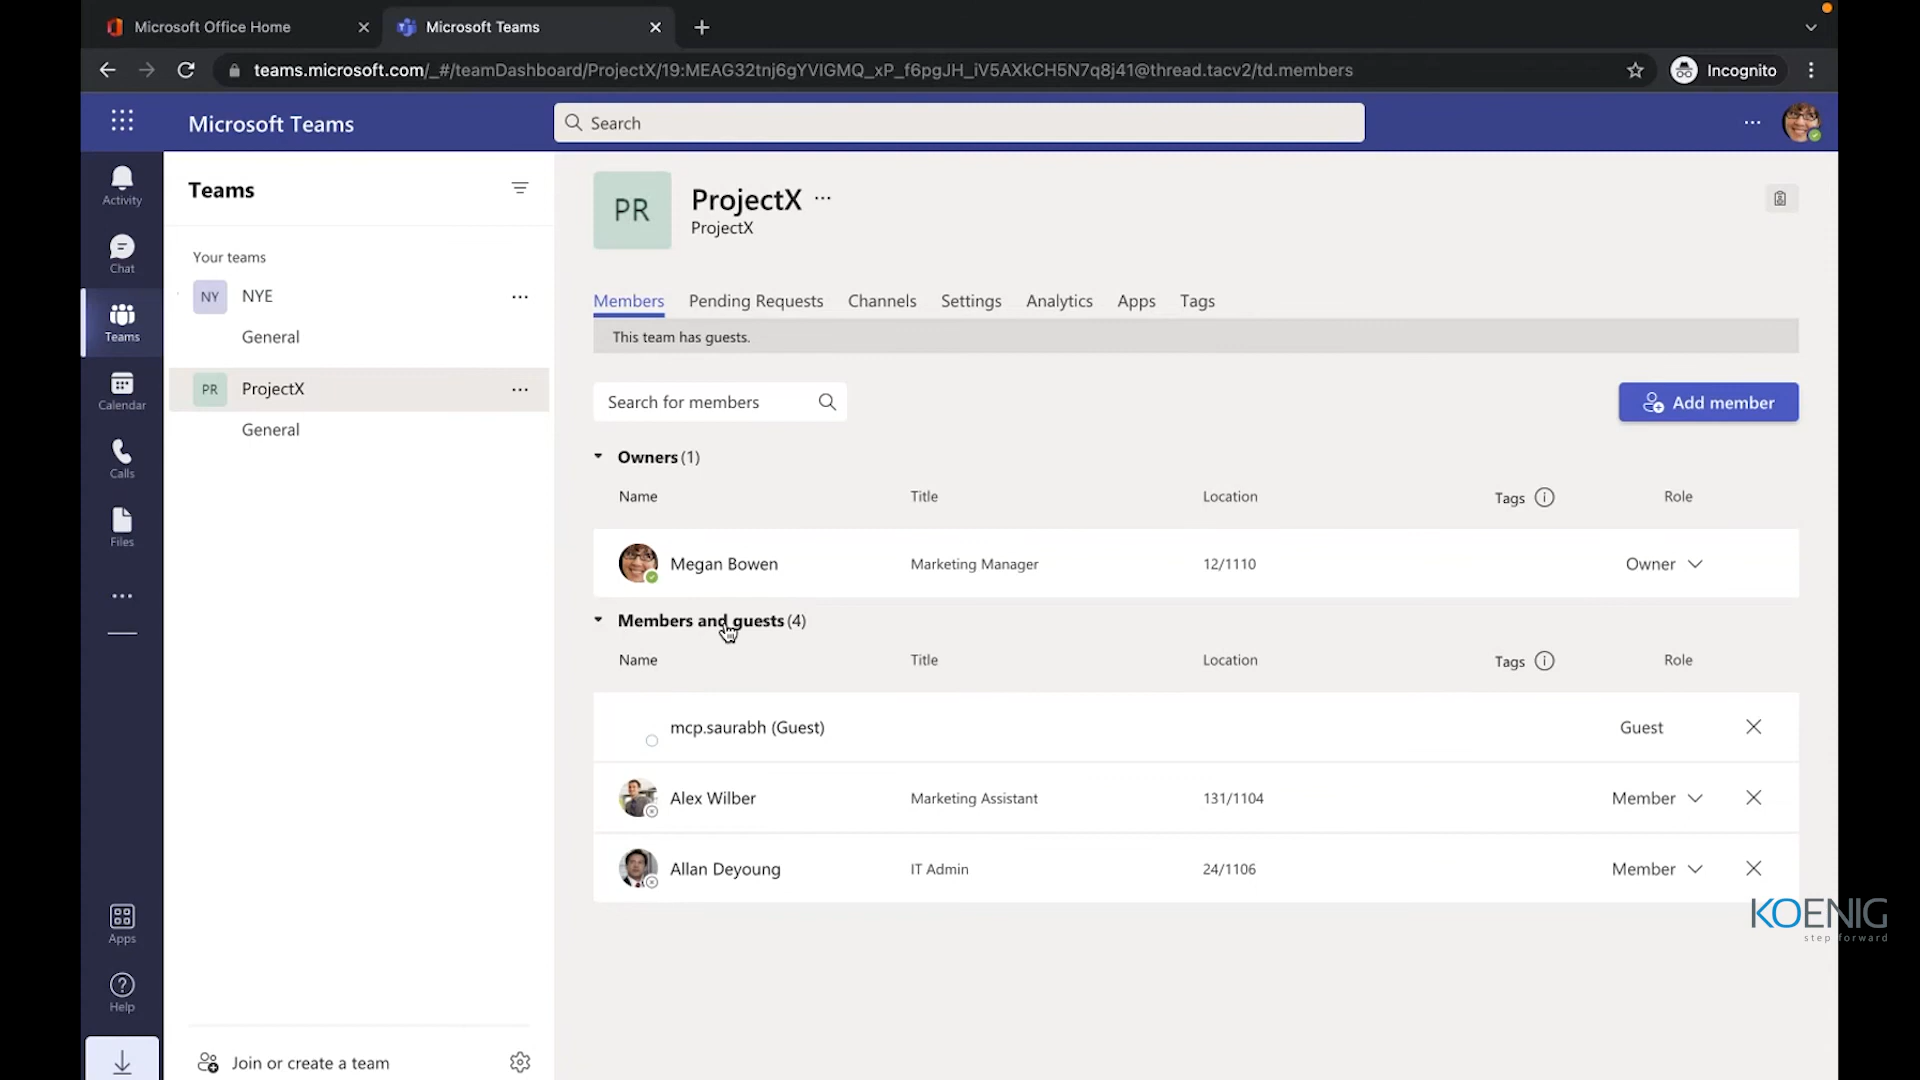 Microsoft Office Home
Microsoft Teams
teams.microsoft.com/_#/teamDashboard/ProjectX/19:MEAG32tnj6gYVIGMQ_xP_f6pgJH_iV5AXkCH5N7q8j41@thread.tacv2/td.members
Incognito
Microsoft Teams
Search
Activity
Chat
Teams
Calendar
Calls
Files
Apps
Help
Teams
Your teams
NY NYE
General
PR ProjectX
General
Join or create a team
PR
ProjectX
ProjectX
Members Pending Requests Channels Settings Analytics Apps Tags
This team has guests.
Search for members
Add member
Owners (1)
Name Title Location Tags Role
Megan Bowen Marketing Manager 12/1110 Owner
Members and guests (4)
Name Title Location Tags Role
mcp.saurabh (Guest) Guest
Alex Wilber Marketing Assistant 131/1104 Member
Allan Deyoung IT Admin 24/1106 Member
KOENIG
step forward